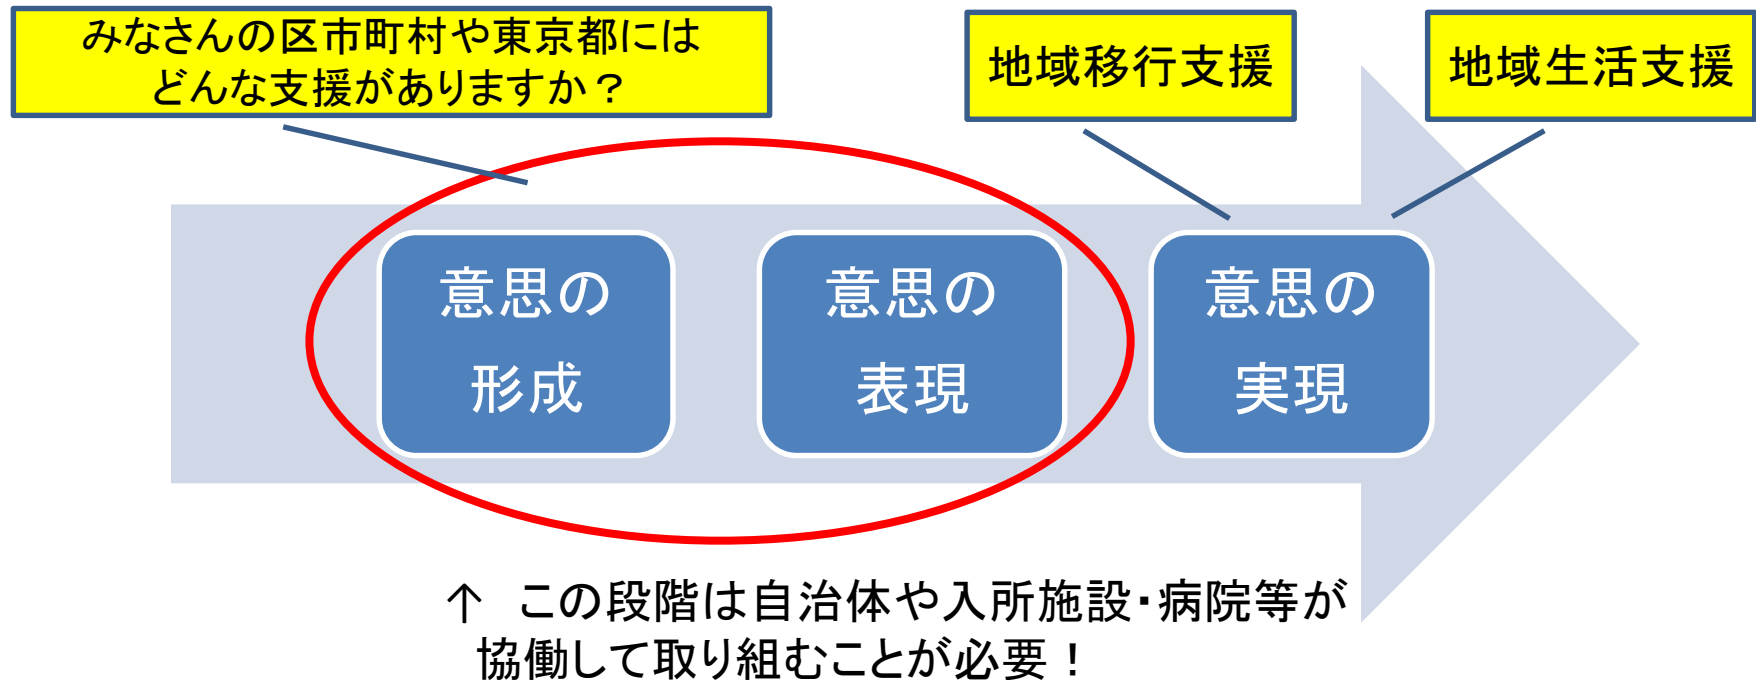 みなさんの区市町村や東京都には
どんな支援がありますか？
地域移行支援
地域生活支援
意思の
形成
意思の
表現
意思の
実現
↑　この段階は自治体や入所施設・病院等が
協働して取り組むことが必要！